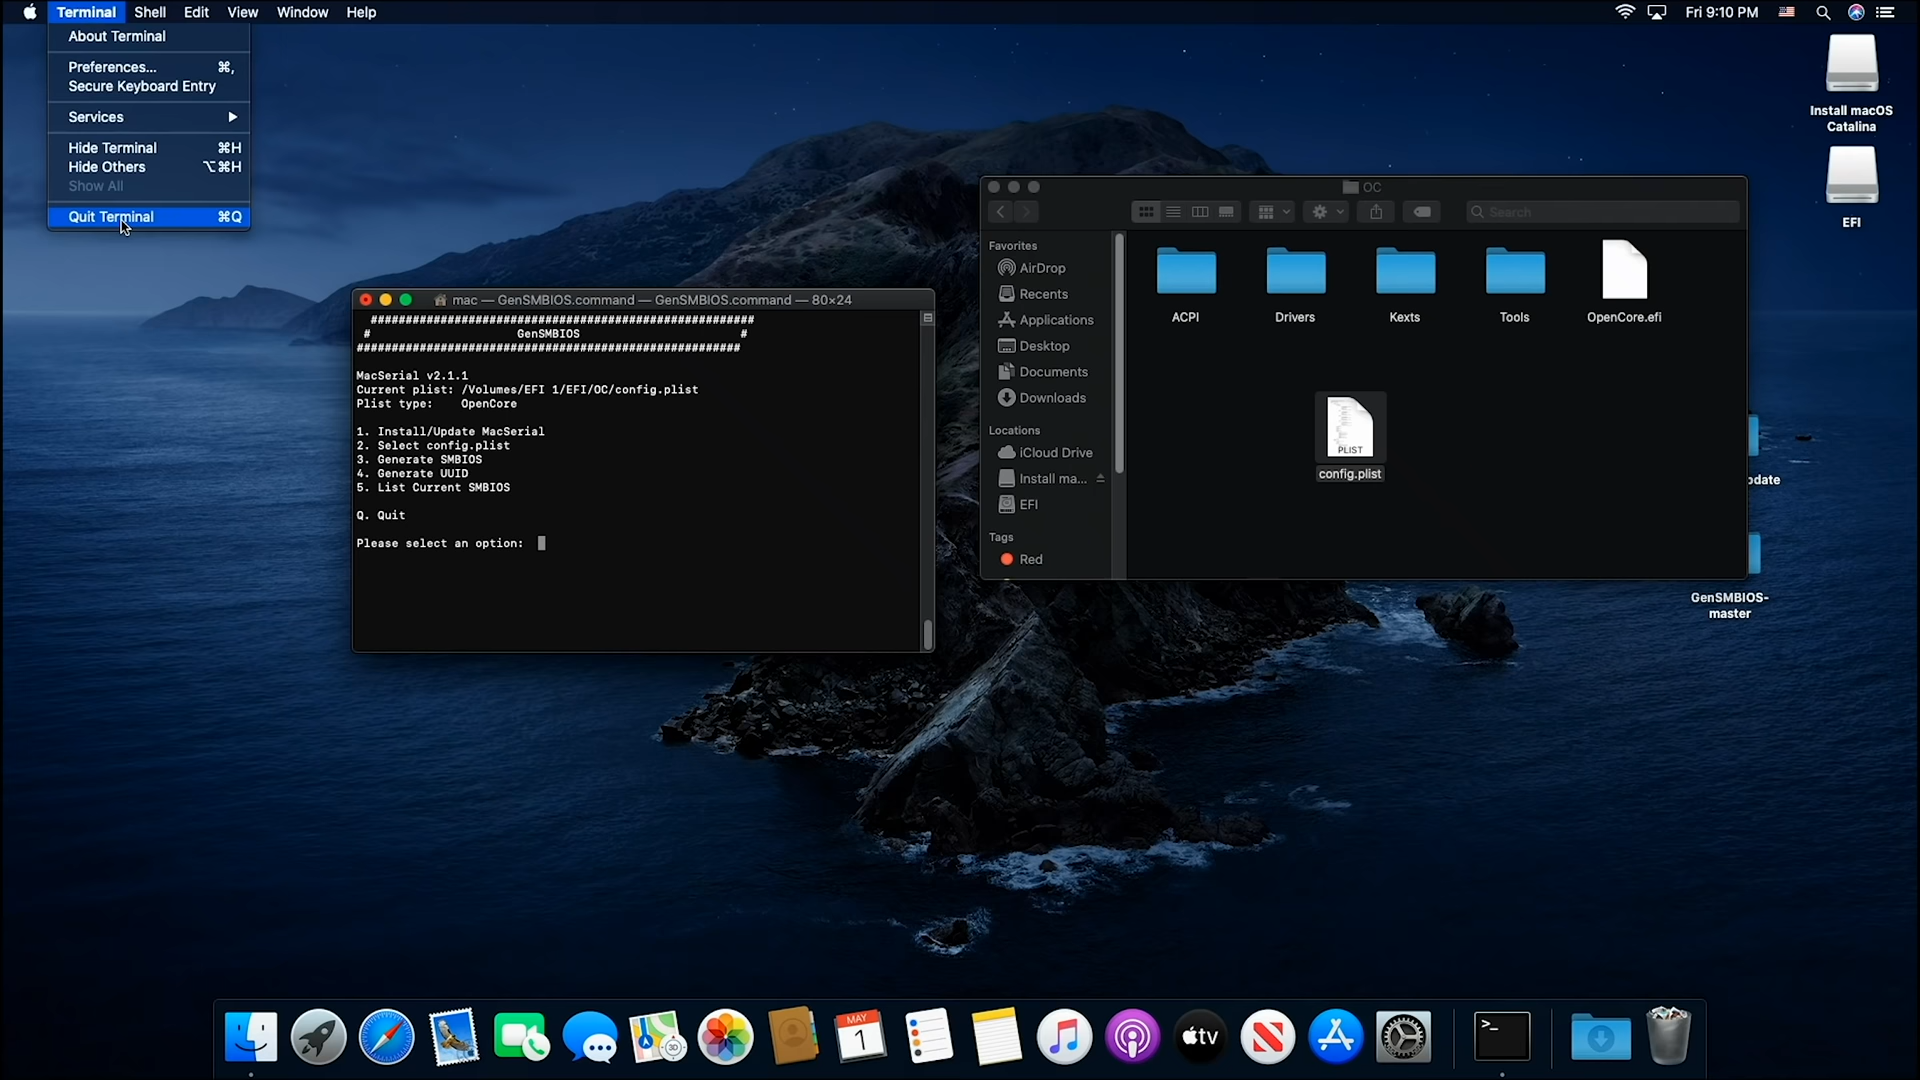 Terminal Shell Edit View Window Help
Fri 9:10 PM
About Terminal
Preferences... ⌘,
Secure Keyboard Entry
Services
Hide Terminal ⌘H
Hide Others ⌥⌘H
Show All
Quit Terminal ⌘Q
Install macOS
Catalina
EFI
mac — GenSMBIOS.command — GenSMBIOS.command — 80×24
#######################################################
# GenSMBIOS #
#######################################################
MacSerial v2.1.1
Current plist: /Volumes/EFI 1/EFI/OC/config.plist
Plist type: OpenCore
1. Install/Update MacSerial
2. Select config.plist
3. Generate SMBIOS
4. Generate UUID
5. List Current SMBIOS
Q. Quit
Please select an option:
OC
Search
Favorites
AirDrop
Recents
Applications
Desktop
Documents
Downloads
Locations
iCloud Drive
Install ma...
EFI
Tags
Red
ACPI
Drivers
Kexts
Tools
OpenCore.efi
PLIST
config.plist
pdate
GenSMBIOS-
master
3D
MAY
1
tv
>_